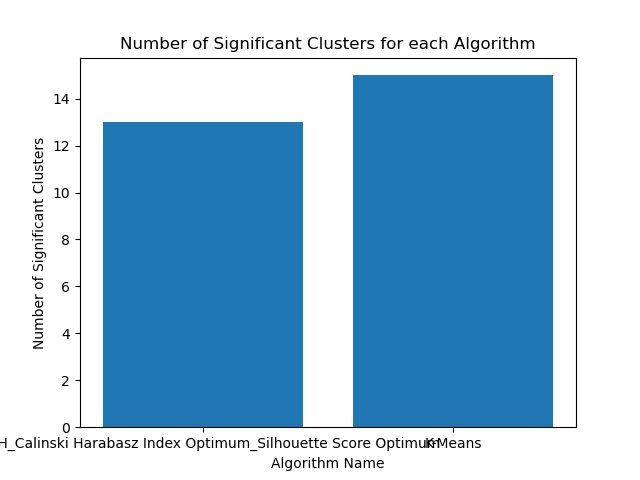 Number of Significant Clusters for each Algorithm
Number of Significant Clusters
14
12
10
8
6
4
2
0
H_Calinski Harabasz Index Optimum_Silhouette Score Optimum
KMeans
Algorithm Name